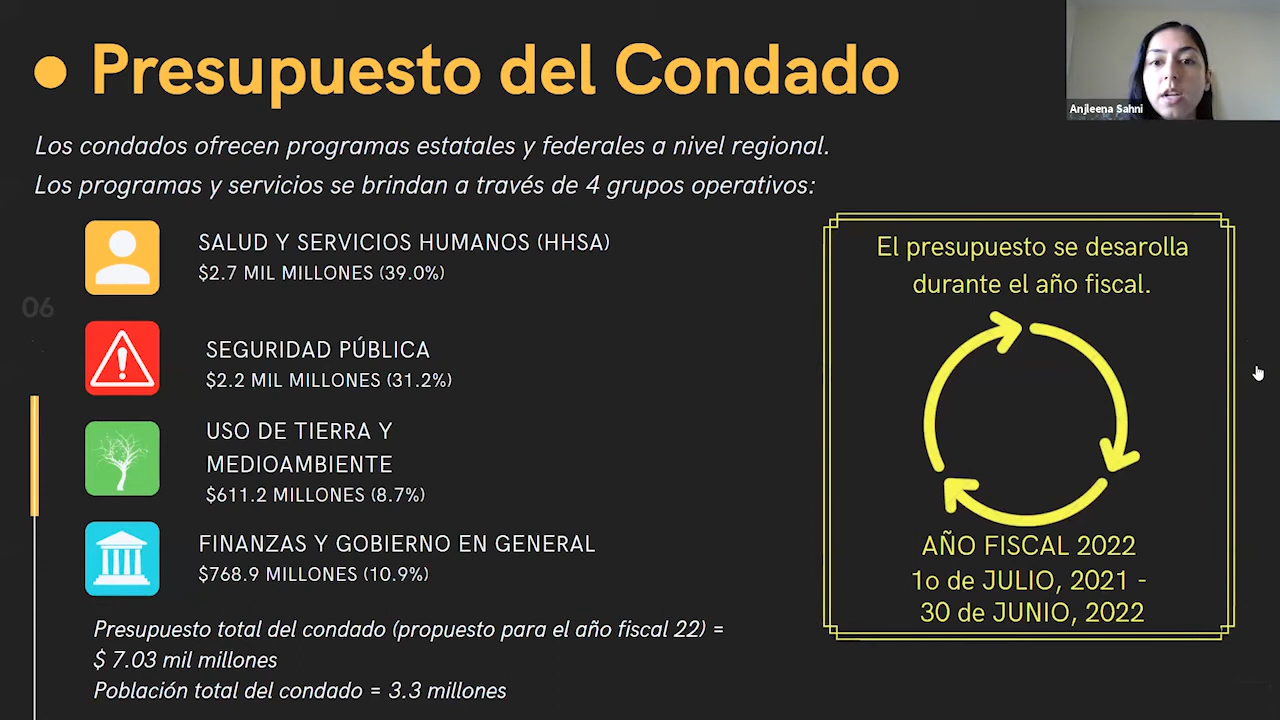 Presupuesto del Condado
Anjleena Sahni
Los condados ofrecen programas estatales y federales a nivel regional.
Los programas y servicios se brindan a través de 4 grupos operativos:
SALUD Y SERVICIOS HUMANOS (HHSA)
$2.7 MIL MILLONES (39.0%)
06
SEGURIDAD PÚBLICA
$2.2 MIL MILLONES (31.2%)
USO DE TIERRA Y
MEDIOAMBIENTE
$611.2 MILLONES (8.7%)
FINANZAS Y GOBIERNO EN GENERAL
$768.9 MILLONES (10.9%)
Presupuesto total del condado (propuesto para el año fiscal 22) =
$ 7.03 mil millones
Población total del condado = 3.3 millones
El presupuesto se desarolla
durante el año fiscal.
AÑO FISCAL 2022
1o de JULIO, 2021 -
30 de JUNIO, 2022